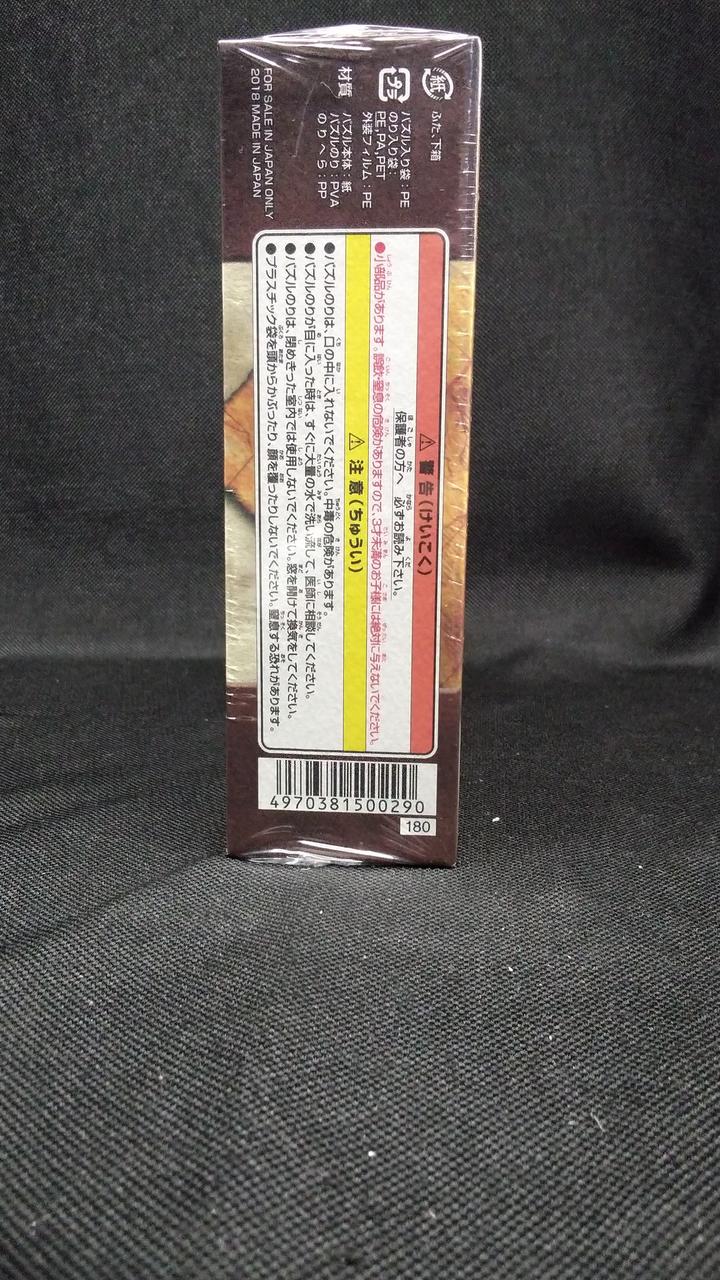 紙 ふた、下箱
プラ パズル入り袋：PE
のり入り袋：
PE,PA,PET
外装フィルム：PE
材質 パズル本体：紙
パズルのり：PVA
のりへら：PP
FOR SALE IN JAPAN ONLY
2018 MADE IN JAPAN
⚠ 警告(けいこく)
保護者の方へ 必ずお読み下さい。
●小部品があります。誤飲・窒息の危険がありますので、3才未満のお子様には絶対に与えないでください。
⚠ 注意(ちゅうい)
●パズルのりは、口の中に入れないでください。中毒の危険があります。
●パズルのりが目に入った時は、すぐに大量の水で洗い流して、医師に相談してください。
●パズルのりは、閉めきった室内では使用しないでください。窓を開けて換気をしてください。
●プラスチック袋を頭からかぶったり、顔を覆ったりしないでください。窒息する恐れがあります。
4970381500290
180